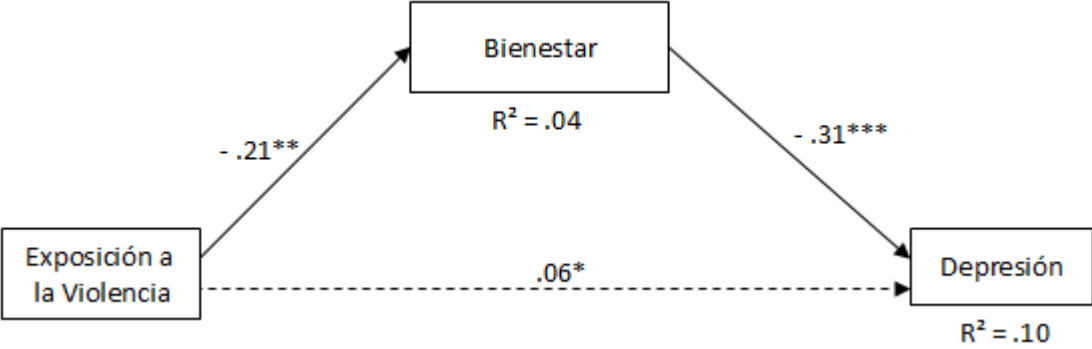 Bienestar
R² = .04
- .21**
- .31***
Exposición a
la Violencia
.06*
Depresión
R² = .10